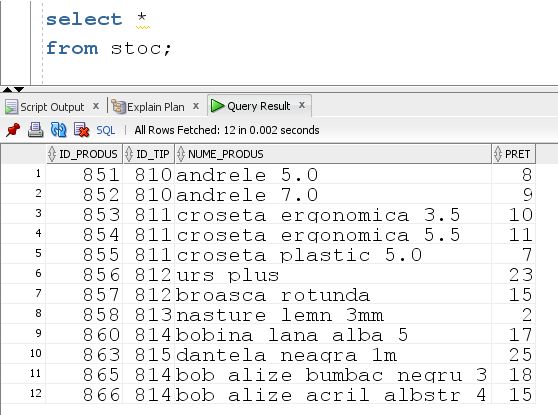 select *
from stoc;
Script Output x Explain Plan x Query Result x
SQL | All Rows Fetched: 12 in 0.002 seconds
ID_PRODUS ID_TIP NUME_PRODUS PRET
1 851 810 andrele 5.0 8
2 852 810 andrele 7.0 9
3 853 811 croseta ergonomica 3.5 10
4 854 811 croseta ergonomica 5.5 11
5 855 811 croseta plastic 5.0 7
6 856 812 urs plus 23
7 857 812 broasca rotunda 15
8 858 813 nasture lemn 3mm 2
9 860 814 bobina lana alba 5 17
10 863 815 dantela neagra 1m 25
11 865 814 bob alize bumbac negru 3 18
12 866 814 bob alize acril albstr 4 15